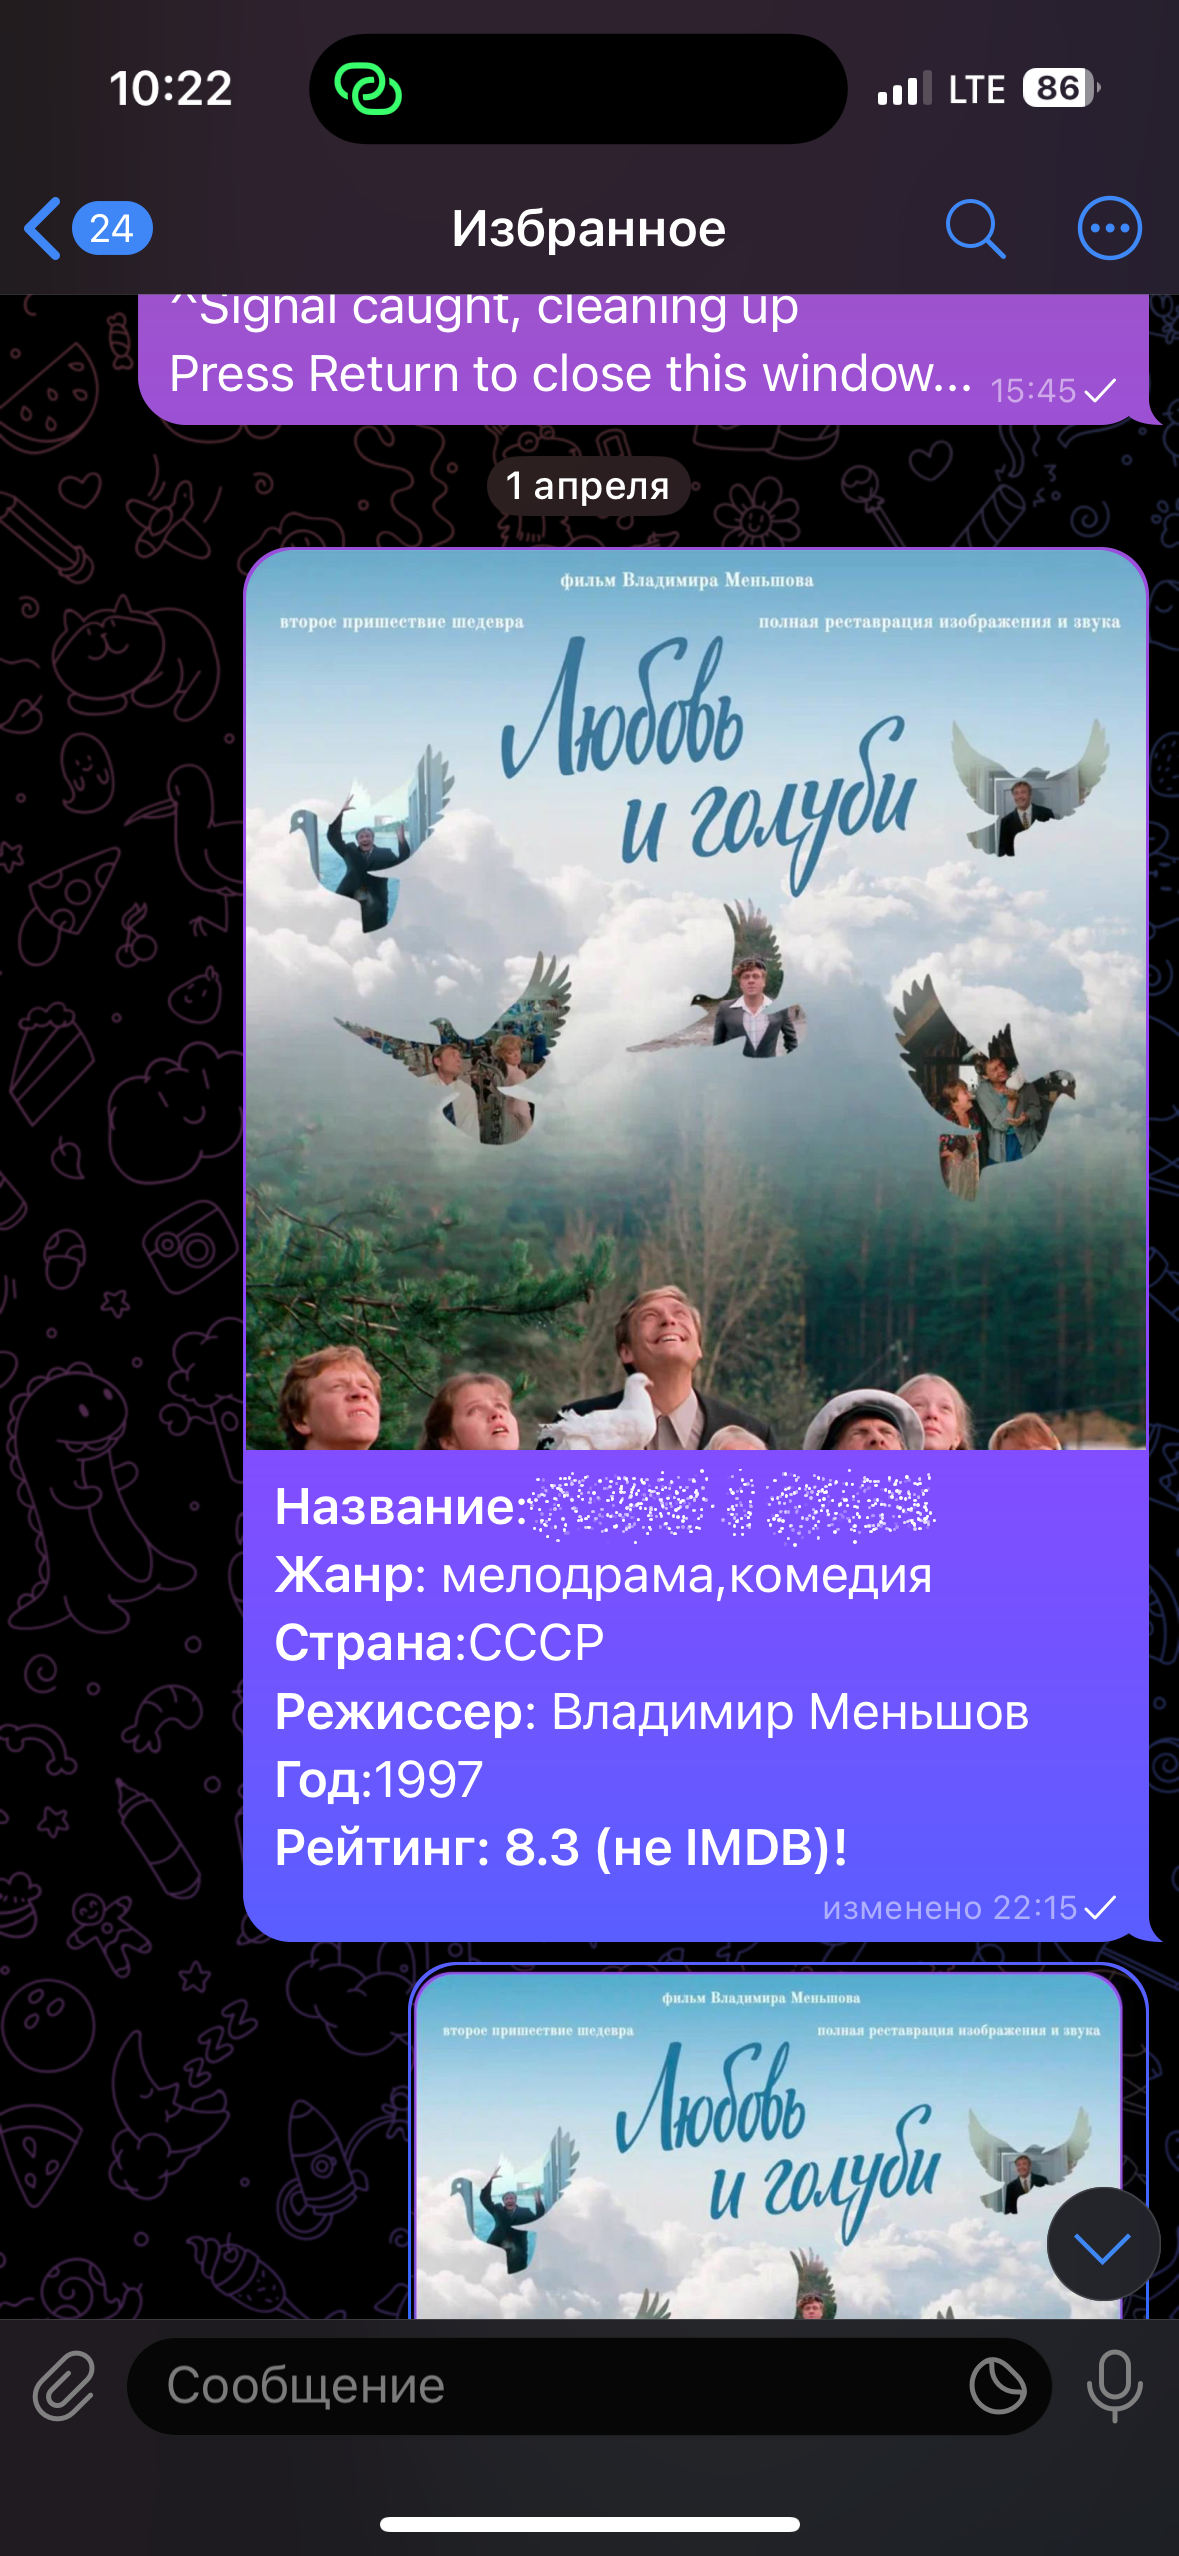 10:22
LTE 86
24
Избранное
^Signal caught, cleaning up
Press Return to close this window... 15:45
1 апреля
фильм Владимира Меньшова
второе пришествие шедевра
полная реставрация изображения и звука
Любовь
и голуби
Название:
Жанр: мелодрама,комедия
Страна:СССР
Режиссер: Владимир Меньшов
Год:1997
Рейтинг: 8.3 (не IMDB)!
изменено 22:15
фильм Владимира Меньшова
второе пришествие шедевра
полная реставрация изображения и звука
Любовь
и голуби
Сообщение